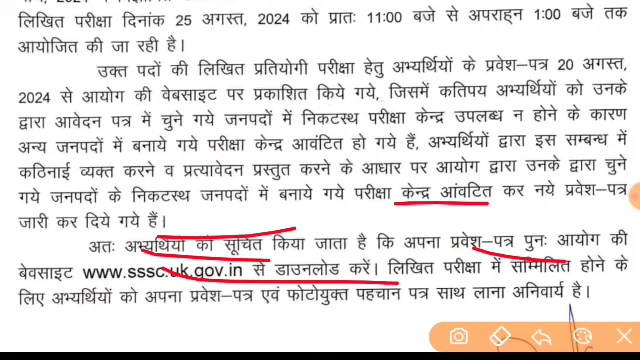 लिखित परीक्षा दिनांक 25 अगस्त, 2024 को प्रातः 11:00 बजे से अपराह्न 1:00 बजे तक
आयोजित की जा रही है।
उक्त पदों की लिखित प्रतियोगी परीक्षा हेतु अभ्यर्थियों के प्रवेश–पत्र 20 अगस्त,
2024 से आयोग की वेबसाइट पर प्रकाशित किये गये, जिसमें कतिपय अभ्यर्थियों को उनके
द्वारा आवेदन पत्र में चुने गये जनपदों में निकटस्थ परीक्षा केन्द्र उपलब्ध न होने के कारण
अन्य जनपदों में बनाये गये परीक्षा केन्द्र आवंटित हो गये हैं, अभ्यर्थियों द्वारा इस सम्बन्ध में
कठिनाई व्यक्त करने व प्रत्यावेदन प्रस्तुत करने के आधार पर आयोग द्वारा उनके द्वारा चुने
गये जनपदों के निकटस्थ जनपदों में बनाये गये परीक्षा केन्द्र आंवटित कर नये प्रवेश–पत्र
जारी कर दिये गये हैं।
अतः अभ्यर्थियों को सूचित किया जाता है कि अपना प्रवेश–पत्र पुनः आयोग की
बेवसाइट www.sssc.uk.gov.in से डाउनलोड करें। लिखित परीक्षा में सम्मिलित होने के
लिए अभ्यर्थियों को अपना प्रवेश–पत्र एवं फोटोयुक्त पहचान पत्र साथ लाना अनिवार्य है।